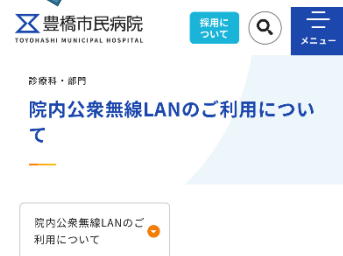 豊橋市民病院
TOYOHASHI MUNICIPAL HOSPITAL
採用に
ついて
メニュー
診療科・部門
院内公衆無線LANのご利用につい
て
院内公衆無線LANのご
利用について